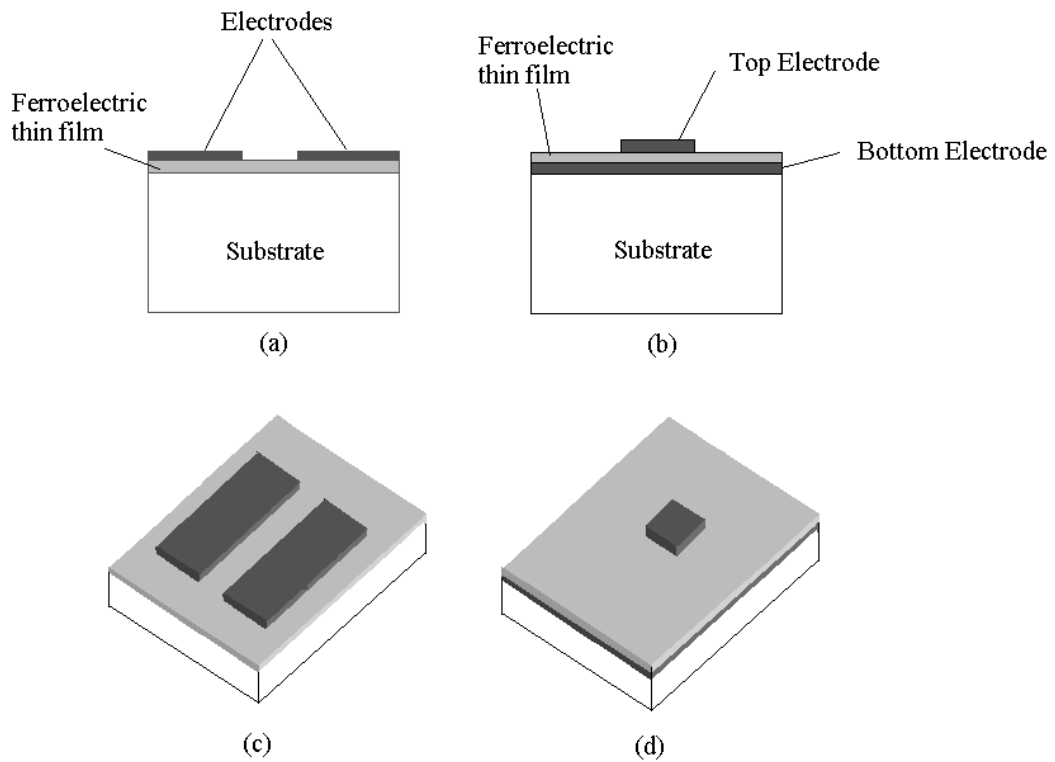 Electrodes
Ferroelectric
thin film
Substrate
(a)
Ferroelectric
thin film
Top Electrode
Bottom Electrode
Substrate
(b)
(c)
(d)